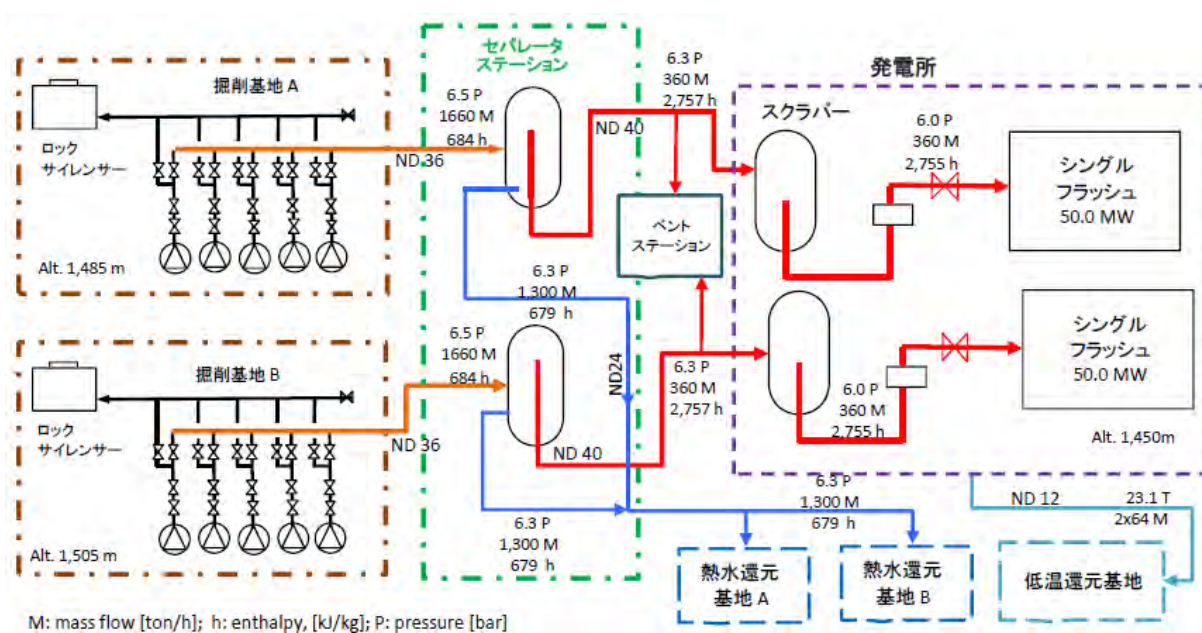 掘削基地 A
ロック
サイレンサー
Alt. 1,485 m
ND 36
セパレータ
ステーション
6.5 P
1660 M
684 h
ND 40
6.3 P
360 M
2,757 h
ベント
ステーション
発電所
スクラバー
6.0 P
360 M
2,755 h
シングル
フラッシュ
50.0 MW
6.3 P
1,300 M
679 h
ND24
掘削基地 B
ロック
サイレンサー
Alt. 1,505 m
ND 36
6.5 P
1660 M
684 h
ND 40
6.3 P
360 M
2,757 h
6.0 P
360 M
2,755 h
シングル
フラッシュ
50.0 MW
Alt. 1,450m
6.3 P
1,300 M
679 h
6.3 P
1,300 M
679 h
ND 12
23.1 T
2x64 M
熱水還元
基地 A
熱水還元
基地 B
低温還元基地
M: mass flow [ton/h]; h: enthalpy, [kJ/kg]; P: pressure [bar]